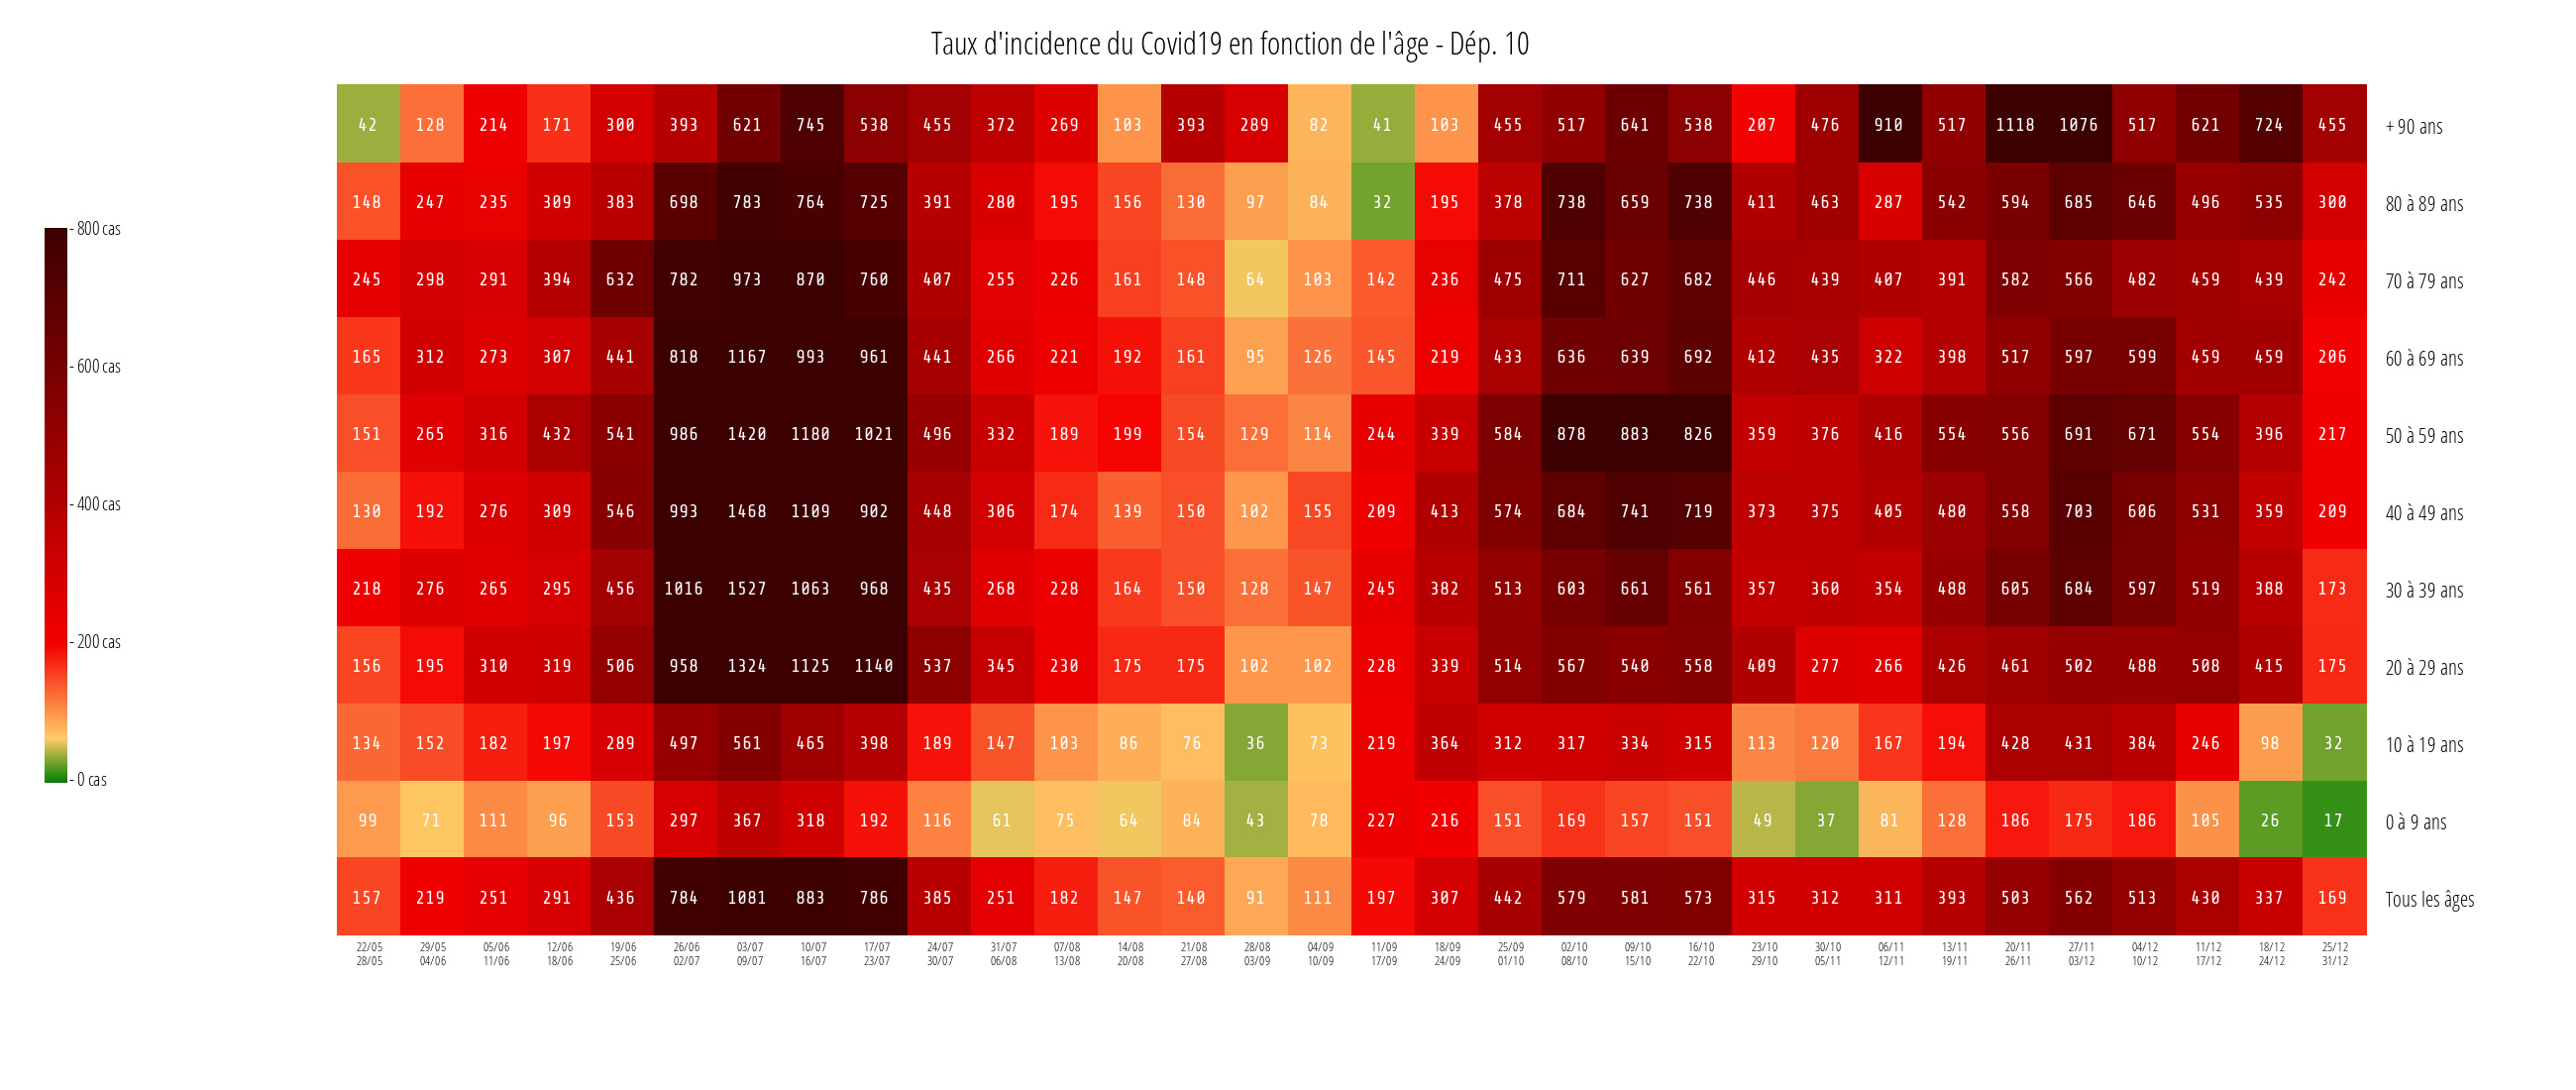 Taux d'incidence du Covid19 en fonction de l'âge - Dép. 10
- 800 cas
- 600 cas
- 400 cas
- 200 cas
- 0 cas
42 128 214 171 300 393 621 745 538 455 372 269 103 393 289 82 41 103 455 517 641 538 207 476 910 517 1118 1076 517 621 724 455 + 90 ans
148 247 235 309 383 698 783 764 725 391 280 195 156 130 97 84 32 195 378 738 659 738 411 463 287 542 594 685 646 496 535 300 80 à 89 ans
245 298 291 394 632 782 973 870 760 407 255 226 161 148 64 103 142 236 475 711 627 682 446 439 407 391 582 566 482 459 439 242 70 à 79 ans
165 312 273 307 441 818 1167 993 961 441 266 221 192 161 95 126 145 219 433 636 639 692 412 435 322 398 517 597 599 459 459 206 60 à 69 ans
151 265 316 432 541 986 1420 1180 1021 496 332 189 199 154 129 114 244 339 584 878 883 826 359 376 416 554 556 691 671 554 396 217 50 à 59 ans
130 192 276 309 546 993 1468 1109 902 448 306 174 139 150 102 155 209 413 574 684 741 719 373 375 405 480 558 703 606 531 359 209 40 à 49 ans
218 276 265 295 456 1016 1527 1063 968 435 268 228 164 150 128 147 245 382 513 603 661 561 357 360 354 488 605 684 597 519 388 173 30 à 39 ans
156 195 310 319 506 958 1324 1125 1140 537 345 230 175 175 102 102 228 339 514 567 540 558 409 277 266 426 461 502 488 508 415 175 20 à 29 ans
134 152 182 197 289 497 561 465 398 189 147 103 86 76 36 73 219 364 312 317 334 315 113 120 167 194 428 431 384 246 98 32 10 à 19 ans
99 71 111 96 153 297 367 318 192 116 61 75 64 84 43 78 227 216 151 169 157 151 49 37 81 128 186 175 186 105 26 17 0 à 9 ans
157 219 251 291 436 784 1081 883 786 385 251 182 147 140 91 111 197 307 442 579 581 573 315 312 311 393 503 562 513 430 337 169 Tous les âges
22/05 29/05 05/06 12/06 19/06 26/06 03/07 10/07 17/07 24/07 31/07 07/08 14/08 21/08 28/08 04/09 11/09 18/09 25/09 02/10 09/10 16/10 23/10 30/10 06/11 13/11 20/11 27/11 04/12 11/12 18/12 25/12
28/05 04/06 11/06 18/06 25/06 02/07 09/07 16/07 23/07 30/07 06/08 13/08 20/08 27/08 03/09 10/09 17/09 24/09 01/10 08/10 15/10 22/10 29/10 05/11 12/11 19/11 26/11 03/12 10/12 17/12 24/12 31/12